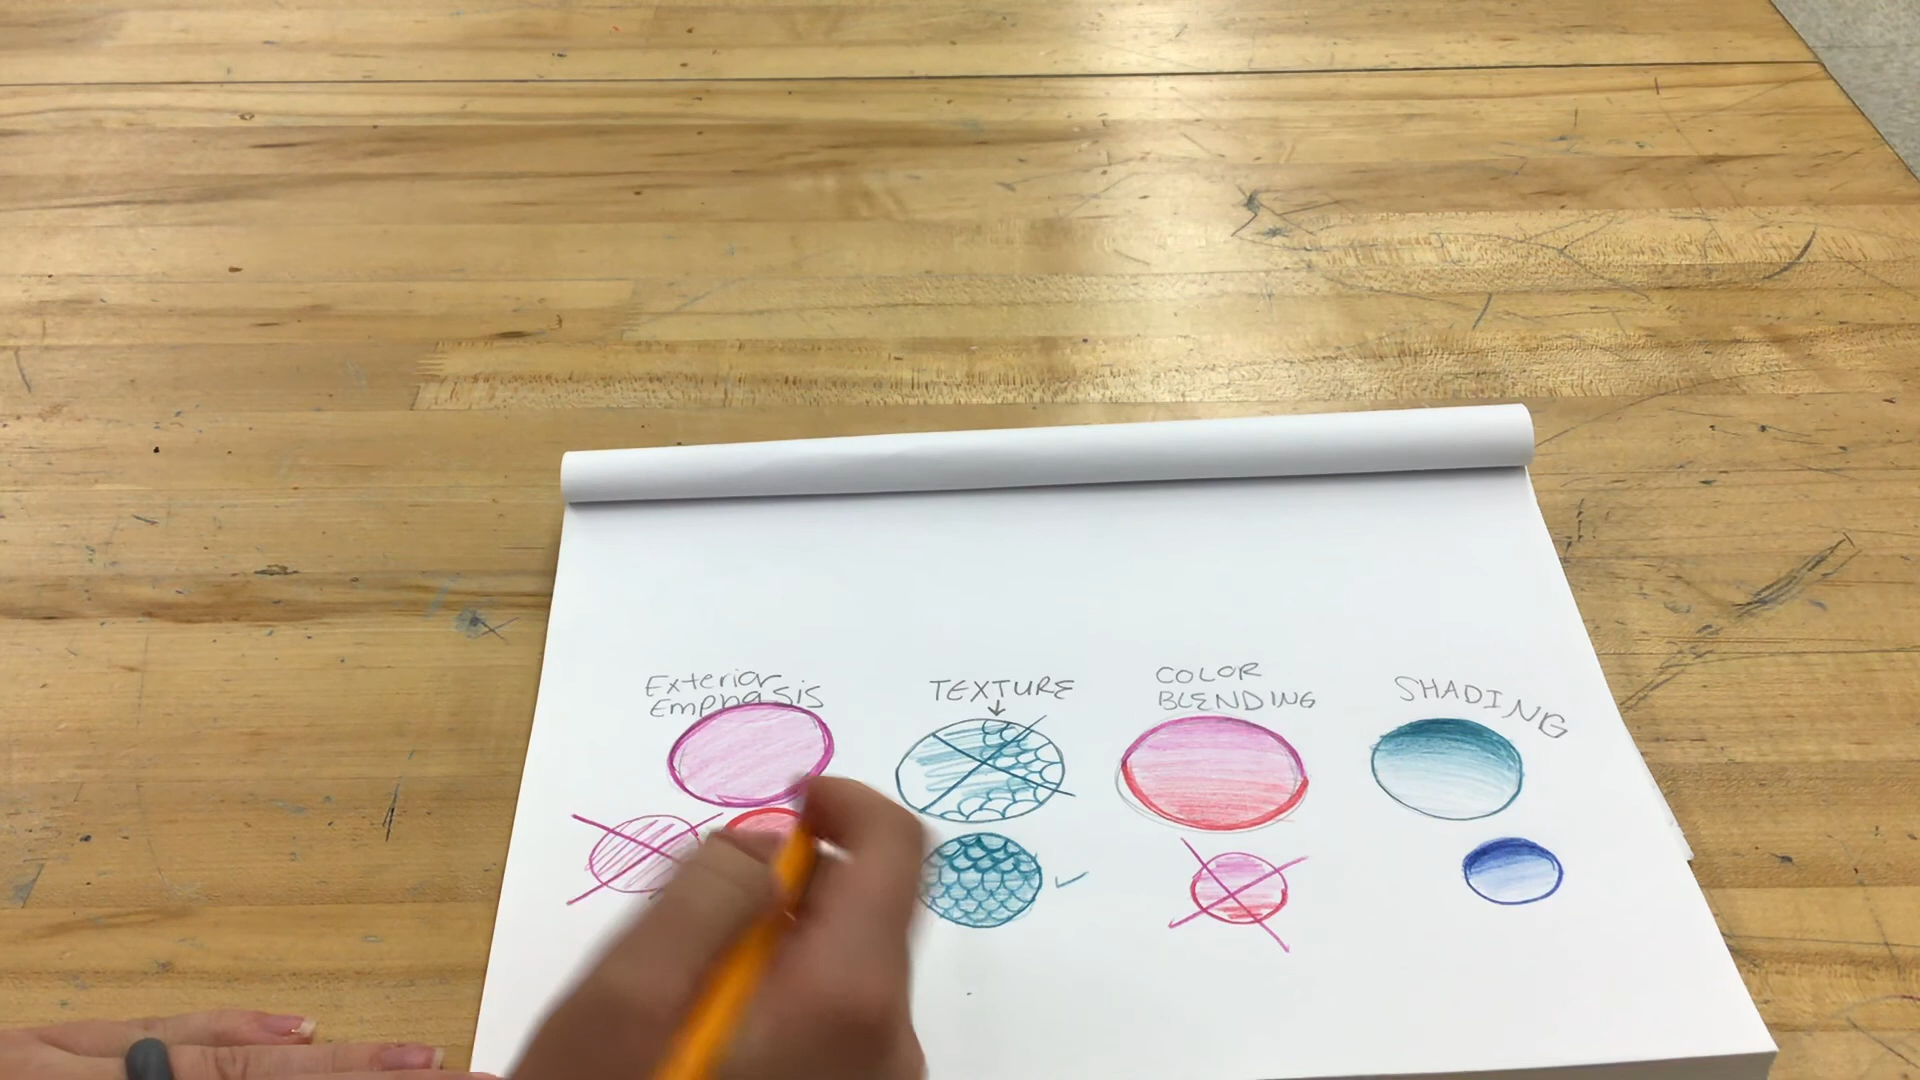 Exterior
Emphasis
TEXTURE
COLOR
BLENDING
SHADING